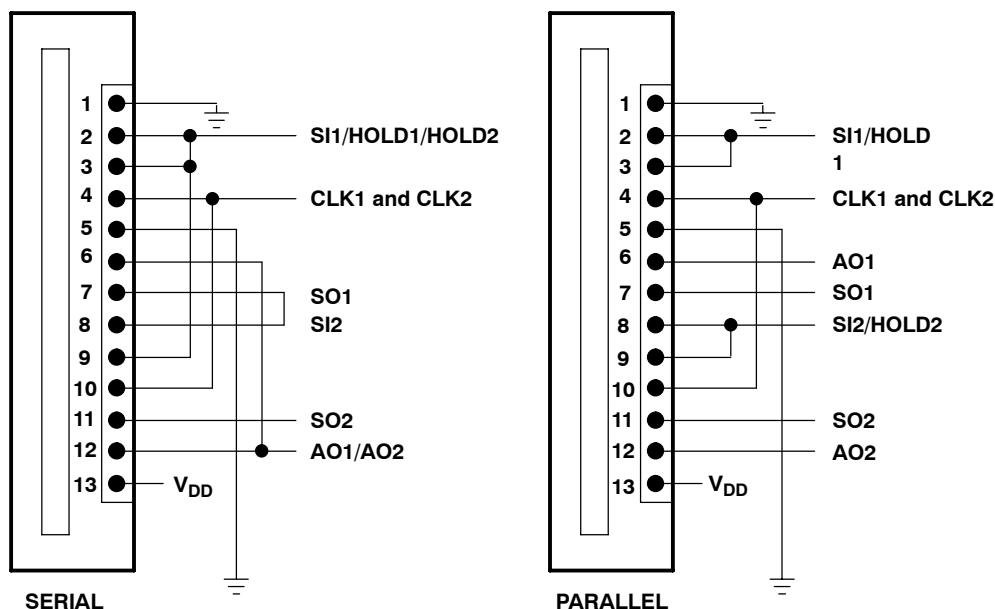 1
2 SI1/HOLD1/HOLD2
3
4 CLK1 and CLK2
5
6
7 SO1
8 SI2
9
10
11 SO2
12 AO1/AO2
13 VDD
SERIAL
1
2 SI1/HOLD
3 1
4 CLK1 and CLK2
5
6 AO1
7 SO1
8 SI2/HOLD2
9
10
11 SO2
12 AO2
13 VDD
PARALLEL